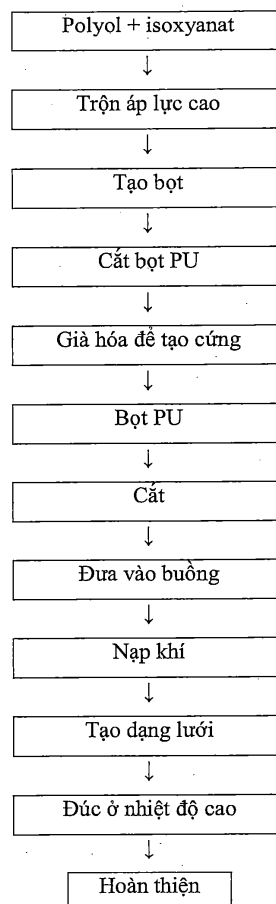 Polyol + isoxyanat
↓
Trộn áp lực cao
↓
Tạo bọt
↓
Cắt bọt PU
↓
Già hóa để tạo cứng
↓
Bọt PU
↓
Cắt
↓
Đưa vào buồng
↓
Nạp khí
↓
Tạo dạng lưới
↓
Đúc ở nhiệt độ cao
↓
Hoàn thiện